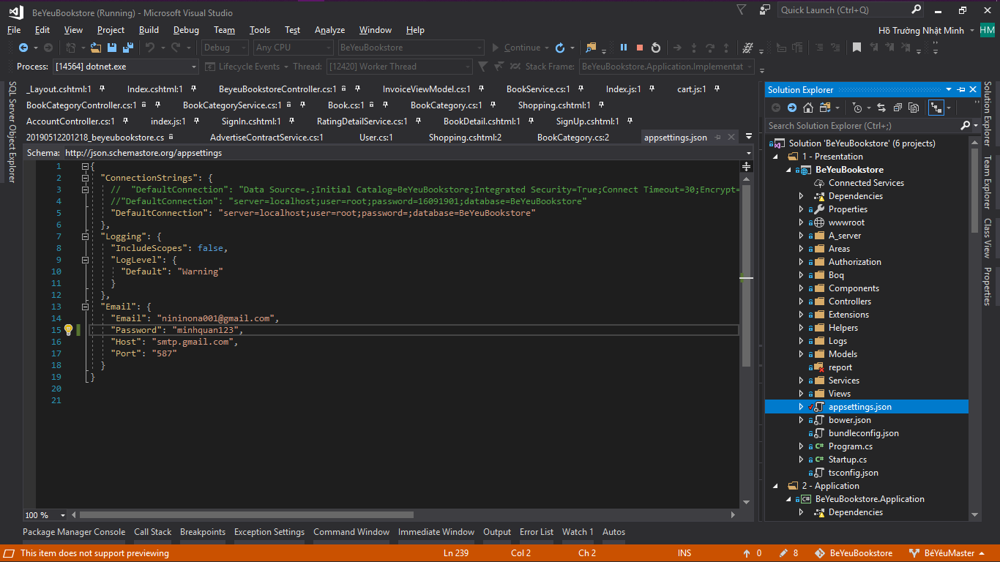 BeYeuBookstore (Running) - Microsoft Visual Studio
Quick Launch (Ctrl+Q)
File Edit View Project Build Debug Team Tools Test Analyze Window Help
Hồ Trường Nhật Minh HM
Debug Any CPU BeYeuBookstore Continue
Process: [14564] dotnet.exe Lifecycle Events Thread: [12420] Worker Thread Stack Frame: BeYeuBookstore.Application.Implementat
_Layout.cshtml:1 Index.cshtml:1 BeyeuBookstoreController.cs:1 InvoiceViewModel.cs:1 BookService.cs:1 Index.js:1 cart.js:1
BookCategoryController.cs:1 BookCategoryService.cs:1 Book.cs:1 BookCategory.cs:1 Shopping.cshtml:1
AccountController.cs:1 index.js:1 SignIn.cshtml:1 RatingDetailService.cs:1 BookDetail.cshtml:1 SignUp.cshtml:1
20190512201218_beyeubookstore.cs AdvertiseContractService.cs:1 User.cs:1 Shopping.cshtml:2 BookCategory.cs:2 appsettings.json
Schema: http://json.schemastore.org/appsettings
SQL Server Object Explorer
1 {
2 "ConnectionStrings": {
3 // "DefaultConnection": "Data Source=.;Initial Catalog=BeYeuBookstore;Integrated Security=True;Connect Timeout=30;Encrypt=
4 //"DefaultConnection": "server=localhost;user=root;password=16091901;database=BeYeuBookstore"
5 "DefaultConnection": "server=localhost;user=root;password=;database=BeYeuBookstore"
6 },
7 "Logging": {
8 "IncludeScopes": false,
9 "LogLevel": {
10 "Default": "Warning"
11 }
12 },
13 "Email": {
14 "Email": "nininona001@gmail.com",
15 "Password": "minhquan123",
16 "Host": "smtp.gmail.com",
17 "Port": "587"
18 }
19 }
20
21
100 %
Solution Explorer
Search Solution Explorer (Ctrl+;)
Solution 'BeYeuBookstore' (6 projects)
1 - Presentation
BeYeuBookstore
Connected Services
Dependencies
Properties
wwwroot
A_server
Areas
Authorization
Boq
Components
Controllers
Extensions
Helpers
Logs
Models
report
Services
Views
appsettings.json
bower.json
bundleconfig.json
Program.cs
Startup.cs
tsconfig.json
2 - Application
BeYeuBookstore.Application
Dependencies
Solution Explorer
Team Explorer
Class View
Properties
Package Manager Console Call Stack Breakpoints Exception Settings Command Window Immediate Window Output Error List Watch 1 Autos
This item does not support previewing Ln 239 Col 2 Ch 2 INS 0 8 BeYeuBookstore BéYêuMaster